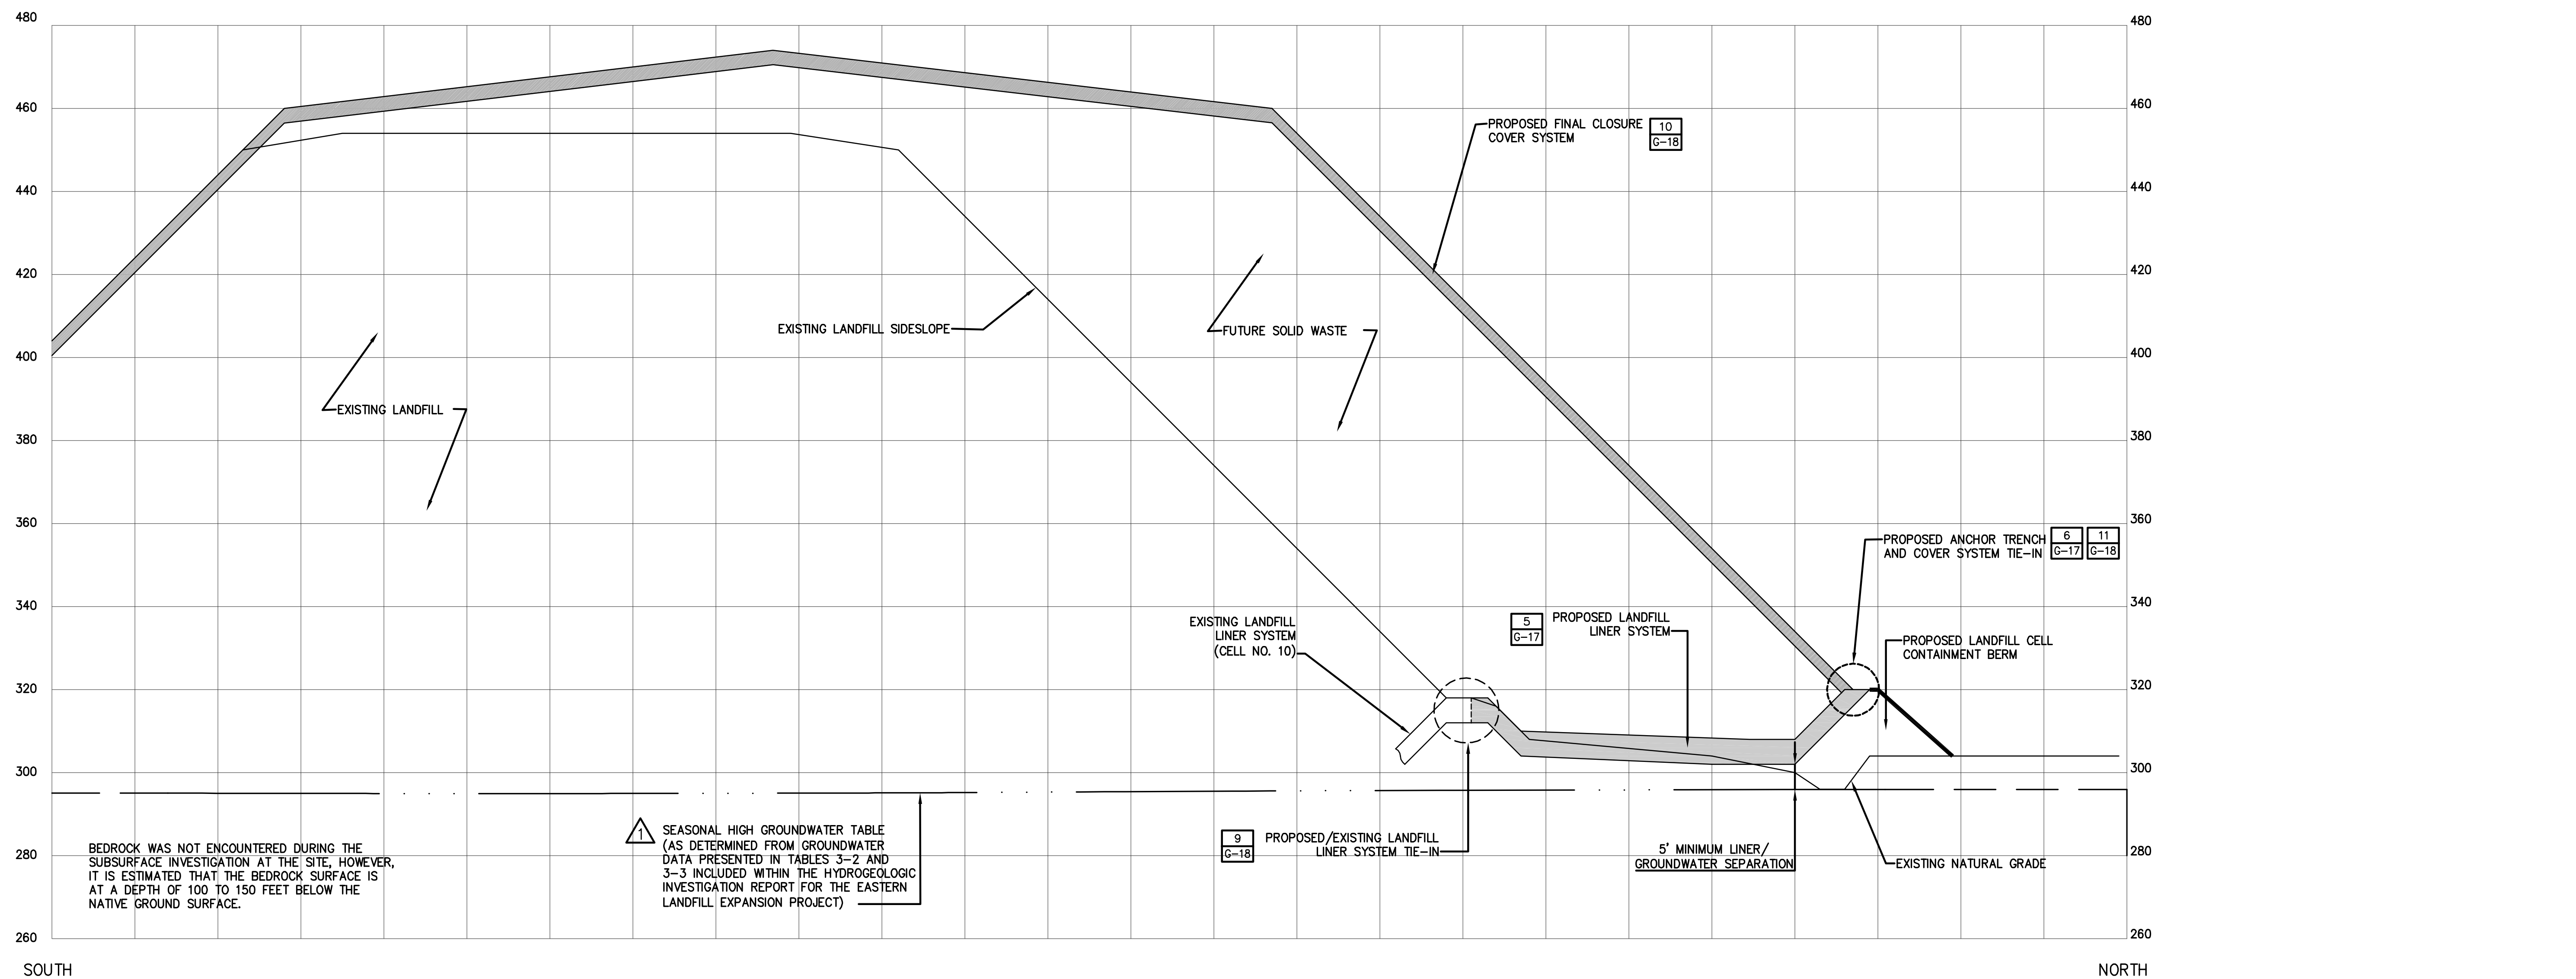 480
480
460
460
PROPOSED FINAL CLOSURE
COVER SYSTEM
10
G-18
440
440
420
420
EXISTING LANDFILL SIDESLOPE
FUTURE SOLID WASTE
400
400
EXISTING LANDFILL
380
380
360
360
PROPOSED ANCHOR TRENCH
AND COVER SYSTEM TIE-IN
6
G-17
11
G-18
340
340
EXISTING LANDFILL
LINER SYSTEM
(CELL NO. 10)
5
G-17
PROPOSED LANDFILL
LINER SYSTEM
PROPOSED LANDFILL CELL
CONTAINMENT BERM
320
320
300
300
BEDROCK WAS NOT ENCOUNTERED DURING THE
SUBSURFACE INVESTIGATION AT THE SITE, HOWEVER,
IT IS ESTIMATED THAT THE BEDROCK SURFACE IS
AT A DEPTH OF 100 TO 150 FEET BELOW THE
NATIVE GROUND SURFACE.
1
SEASONAL HIGH GROUNDWATER TABLE
(AS DETERMINED FROM GROUNDWATER
DATA PRESENTED IN TABLES 3-2 AND
3-3 INCLUDED WITHIN THE HYDROGEOLOGIC
INVESTIGATION REPORT FOR THE EASTERN
LANDFILL EXPANSION PROJECT)
9
G-18
PROPOSED/EXISTING LANDFILL
LINER SYSTEM TIE-IN
5' MINIMUM LINER/
GROUNDWATER SEPARATION
EXISTING NATURAL GRADE
280
280
260
260
SOUTH
NORTH